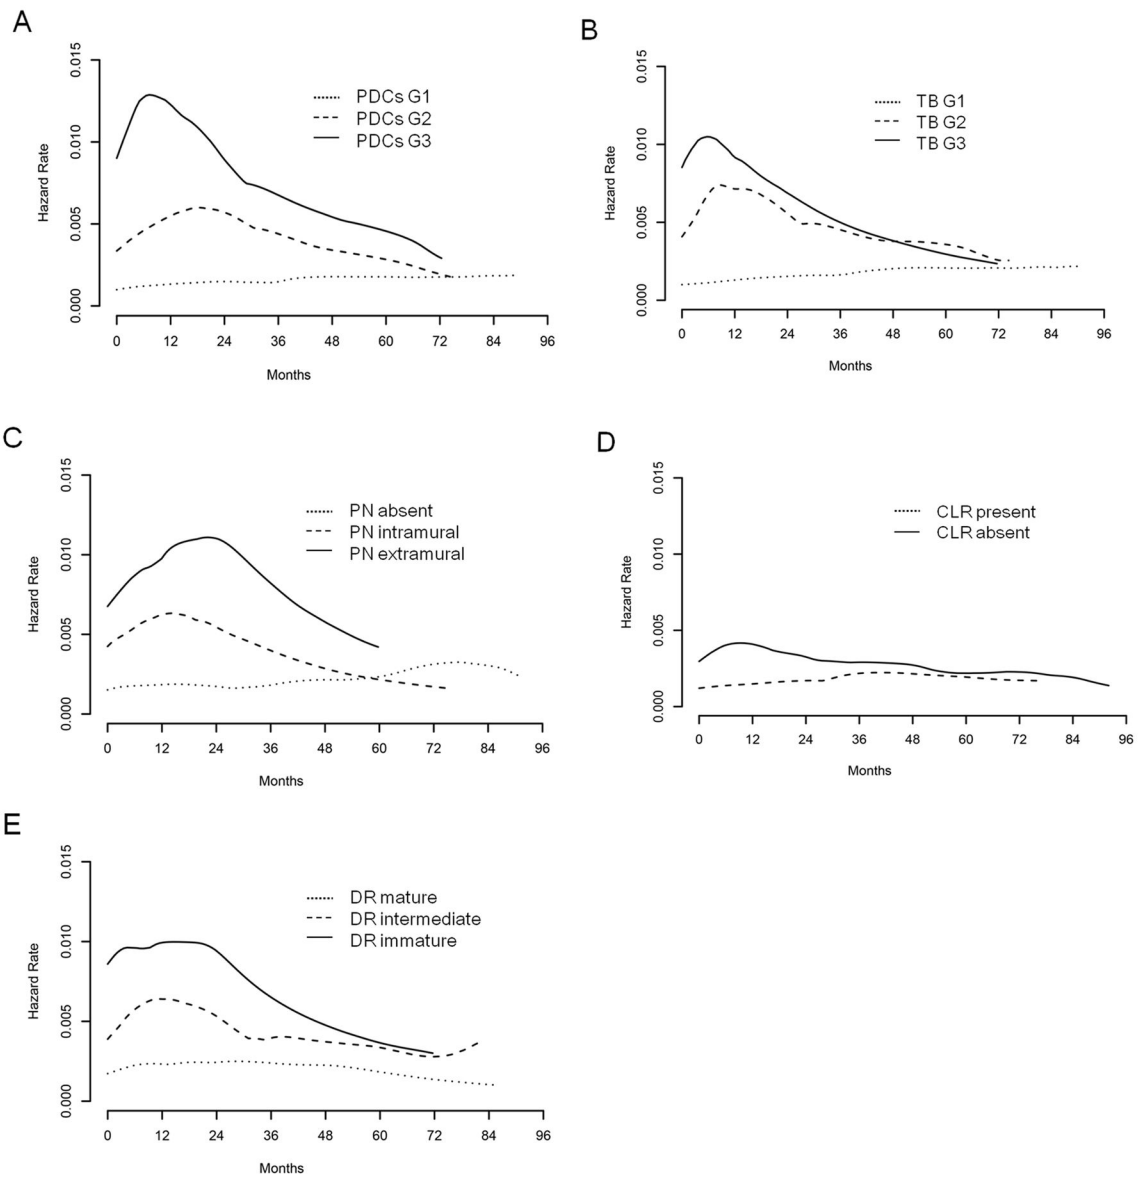 A
0.015
0.010
0.005
0.000
Hazard Rate
PDCs G1
PDCs G2
PDCs G3
0 12 24 36 48 60 72 84 96
Months
B
0.015
0.010
0.005
0.000
Hazard Rate
TB G1
TB G2
TB G3
0 12 24 36 48 60 72 84 96
Months
C
0.015
0.010
0.005
0.000
Hazard Rate
PN absent
PN intramural
PN extramural
0 12 24 36 48 60 72 84 96
Months
D
0.015
0.010
0.005
0.000
Hazard Rate
CLR present
CLR absent
0 12 24 36 48 60 72 84 96
Months
E
0.015
0.010
0.005
0.000
Hazard Rate
DR mature
DR intermediate
DR immature
0 12 24 36 48 60 72 84 96
Months